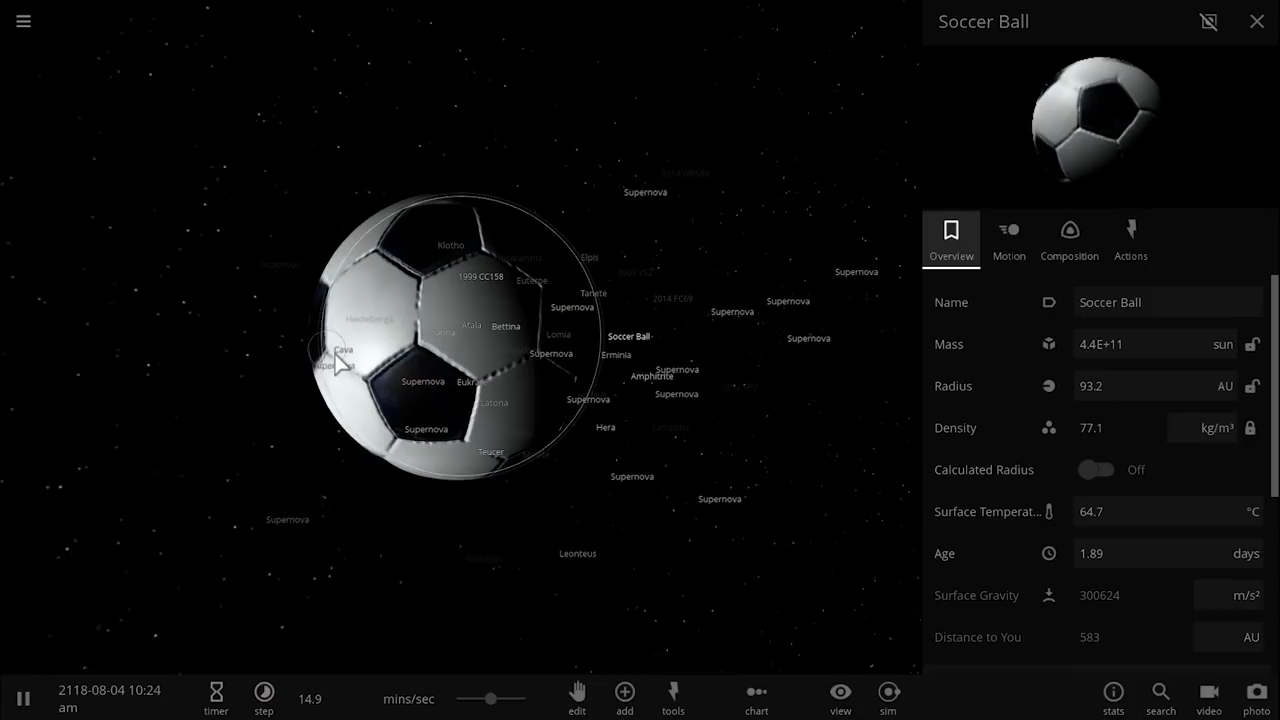 Soccer Ball
Supernova
Klotho
Elpis
1999 CC158
Euterpe
Supernova
Tanete
Supernova
2014 FC69
Supernova
Supernova
Heidelberga
Atala
Bettina
Lomia
Soccer Ball
Supernova
Cava
Supernova
Erminia
Supernova
Amphitrite
Supernova
Supernova
Latona
Supernova
Supernova
Supernova
Hera
Teucer
Supernova
Supernova
Supernova
Leonteus
Overview
Motion
Composition
Actions
Name Soccer Ball
Mass 4.4E+11 sun
Radius 93.2 AU
Density 77.1 kg/m³
Calculated Radius Off
Surface Temperat... 64.7 °C
Age 1.89 days
Surface Gravity 300624 m/s²
Distance to You 583 AU
2118-08-04 10:24
am
timer
step
14.9 mins/sec
edit
add
tools
chart
view
sim
stats
search
video
photo